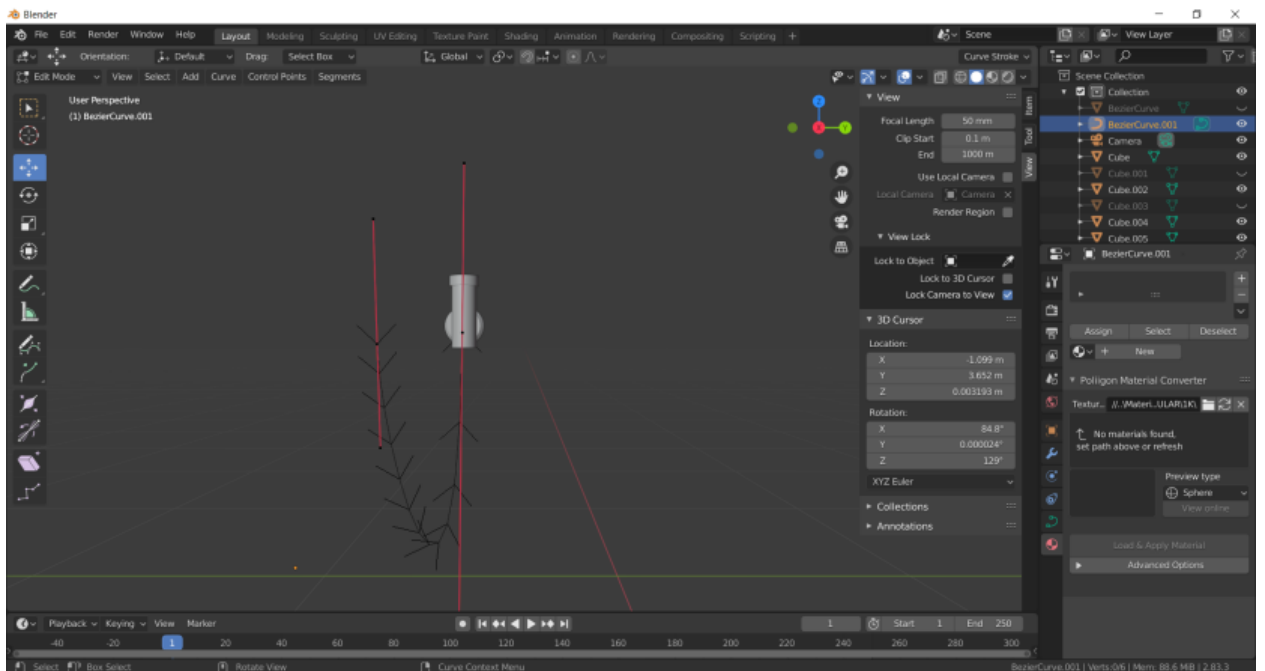 Blender
File Edit Render Window Help Layout Modeling Sculpting UV Editing Texture Paint Shading Animation Rendering Compositing Scripting + Scene View Layer
Orientation: Default Drag: Select Box Global Curve Stroke
Edit Mode View Select Add Curve Control Points Segments
User Perspective
(1) BezierCurve.001
Z
X
Y
View
Focal Length 50 mm
Clip Start 0.1 m
End 1000 m
Use Local Camera
Local Camera Camera
Render Region
View Lock
Lock to Object
Lock to 3D Cursor
Lock Camera to View
3D Cursor
Location:
X -1.099 m
Y 3.652 m
Z 0.003193 m
Rotation:
X 84.8°
Y 0.000024°
Z 129°
XYZ Euler
Collections
Annotations
Item
Tool
View
Scene Collection
Collection
BezierCurve
BezierCurve.001
Camera
Cube
Cube.001
Cube.002
Cube.003
Cube.004
Cube.005
BezierCurve.001
Assign Select Deselect
+ New
Poliigon Material Converter
Textur.. //..\Materi..ULAR\1K\
No materials found,
set path above or refresh
Preview type
Sphere
View online
Load & Apply Material
Advanced Options
Playback Keying View Marker 1 Start 1 End 250
-40 -20 1 20 40 60 80 100 120 140 160 180 200 220 240 260 280 300
Select Box Select Rotate View Curve Context Menu BezierCurve.001 | Verts:0/6 | Mem: 88.6 MiB | 2.83.3